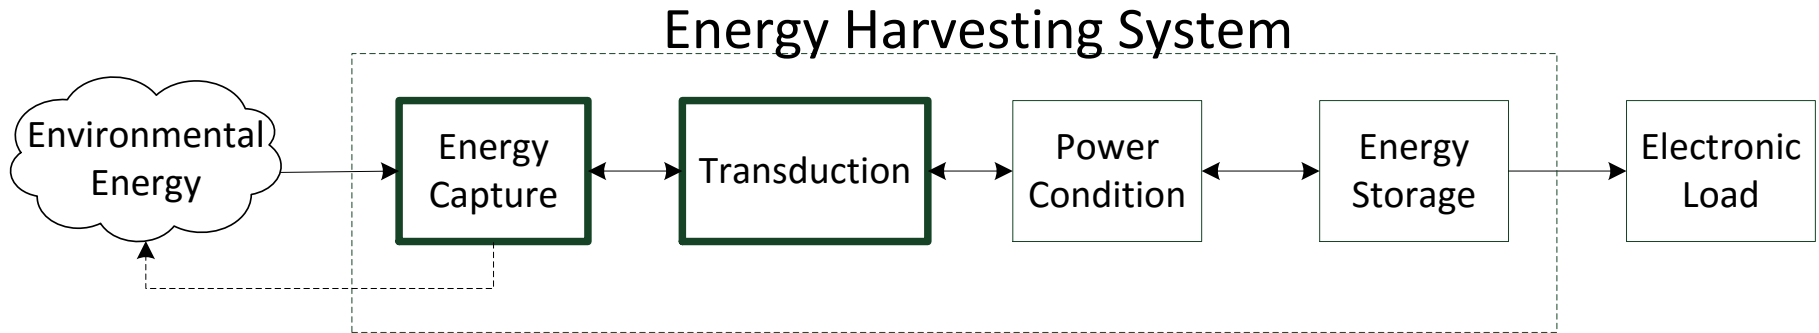 Energy Harvesting System
Environmental
Energy
Energy
Capture
Transduction
Power
Condition
Energy
Storage
Electronic
Load